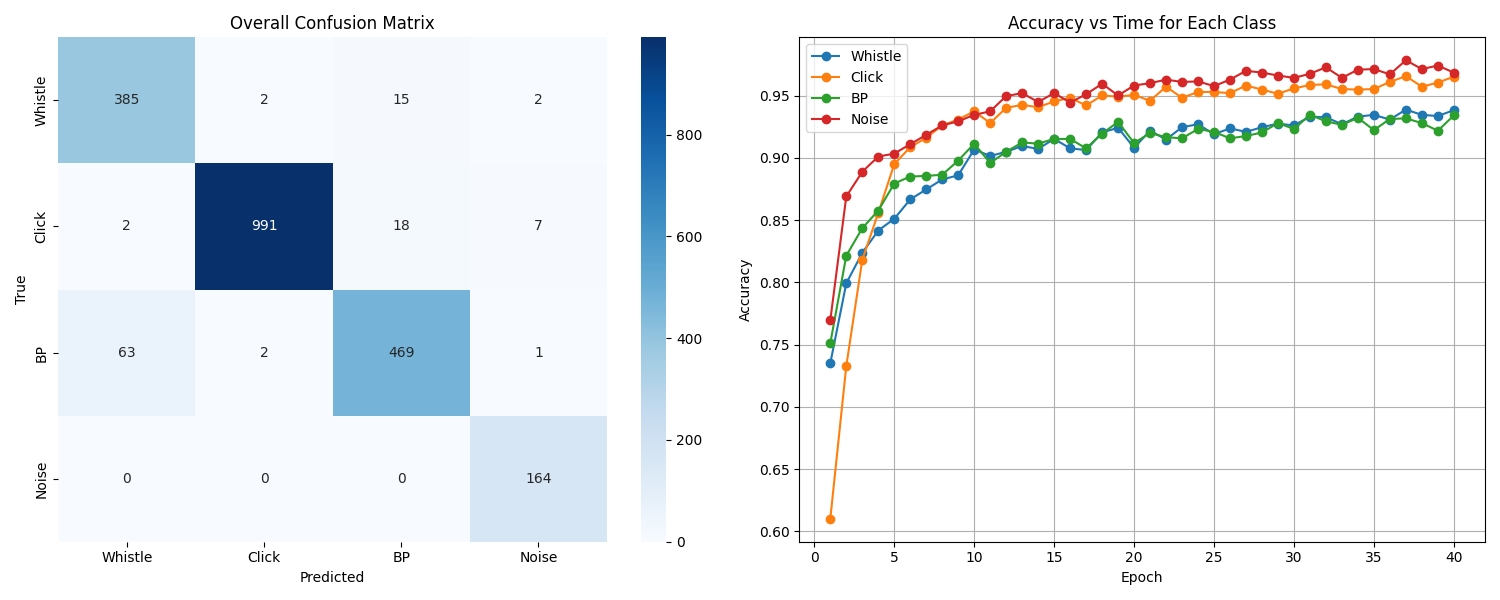 Overall Confusion Matrix
Whistle 385 2 15 2
Click 2 991 18 7
BP 63 2 469 1
Noise 0 0 0 164
True
Whistle Click BP Noise
Predicted
800
600
400
200
0
Accuracy vs Time for Each Class
Whistle
Click
BP
Noise
Accuracy
0.95
0.90
0.85
0.80
0.75
0.70
0.65
0.60
0 5 10 15 20 25 30 35 40
Epoch